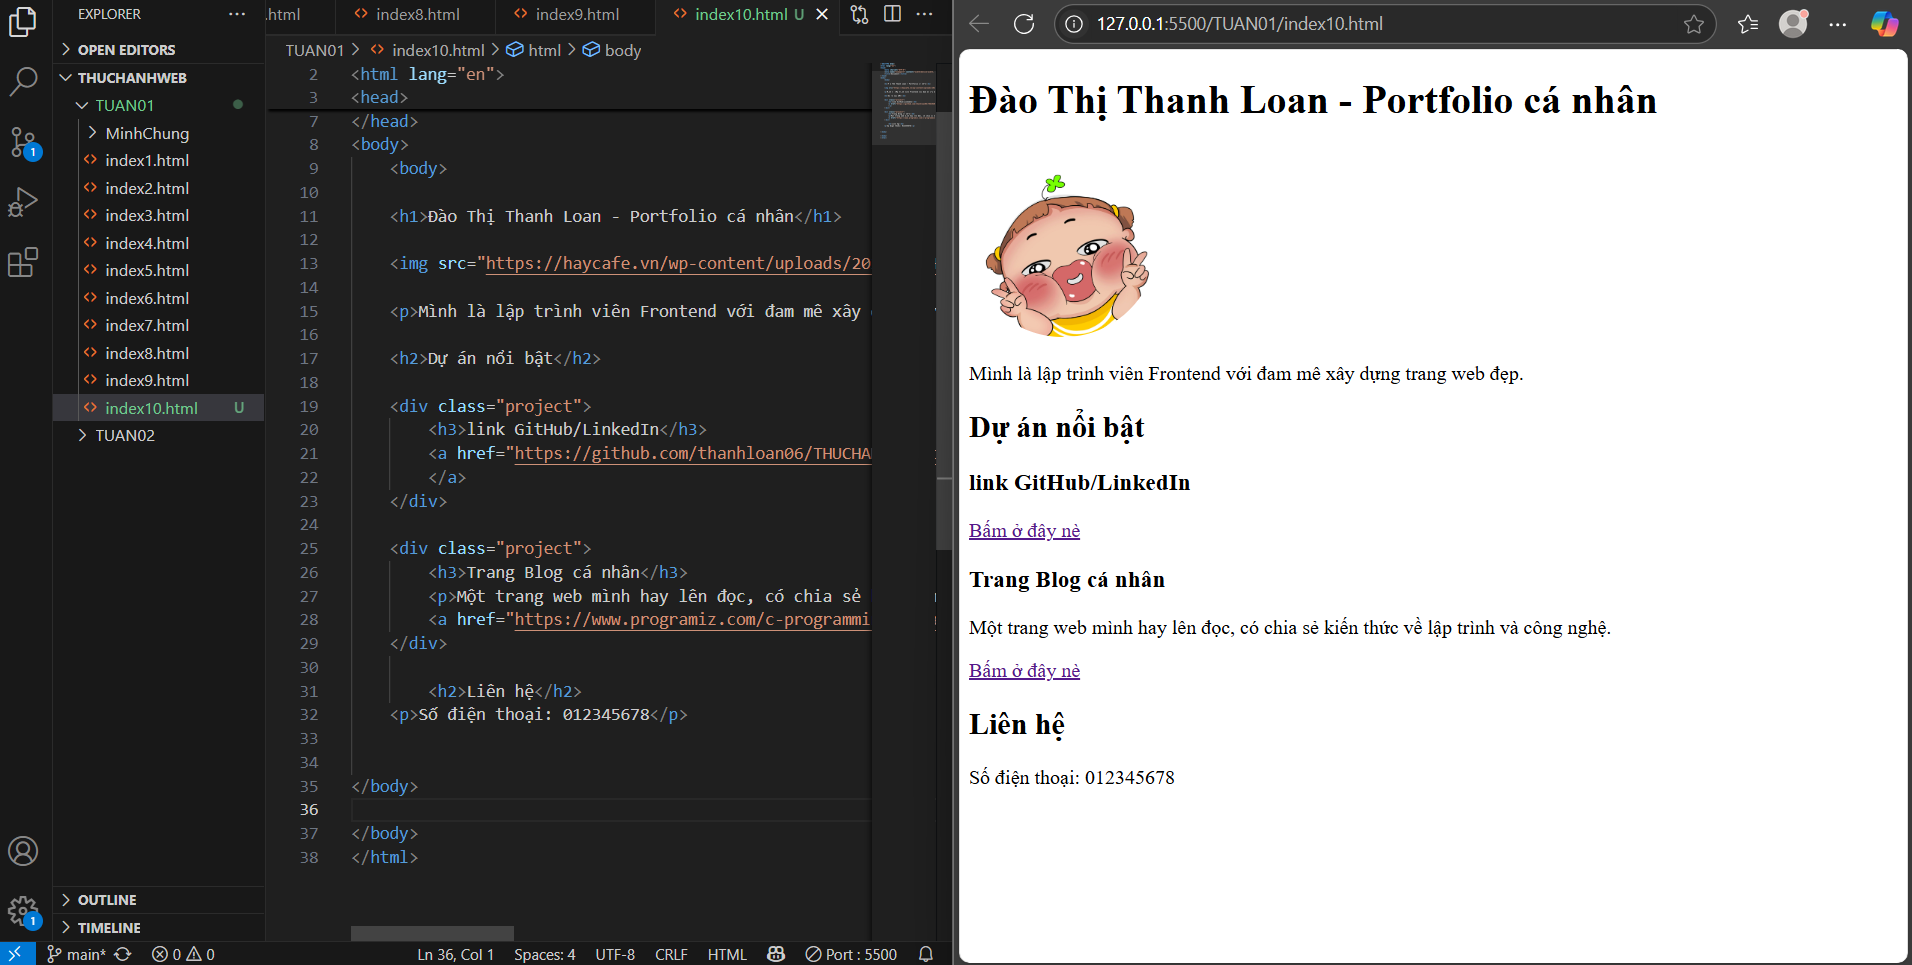 EXPLORER
OPEN EDITORS
THUCHANHWEB
TUAN01
MinhChung
index1.html
index2.html
index3.html
index4.html
index5.html
index6.html
index7.html
index8.html
index9.html
index10.html U
TUAN02
OUTLINE
TIMELINE
.html index8.html index9.html index10.html U
TUAN01 > index10.html > html > body
2 <html lang="en">
3 <head>
7 </head>
8 <body>
9 <body>
10
11 <h1>Đào Thị Thanh Loan - Portfolio cá nhân</h1>
12
13 <img src="https://haycafe.vn/wp-content/uploads/20
14
15 <p>Mình là lập trình viên Frontend với đam mê xây
16
17 <h2>Dự án nổi bật</h2>
18
19 <div class="project">
20 <h3>link GitHub/LinkedIn</h3>
21 <a href="https://github.com/thanhloan06/THUCHA
22 </a>
23 </div>
24
25 <div class="project">
26 <h3>Trang Blog cá nhân</h3>
27 <p>Một trang web mình hay lên đọc, có chia sẻ
28 <a href="https://www.programiz.com/c-programmi
29 </div>
30
31 <h2>Liên hệ</h2>
32 <p>Số điện thoại: 012345678</p>
33
34
35 </body>
36
37 </body>
38 </html>
1
1
main* 0 0 Ln 36, Col 1 Spaces: 4 UTF-8 CRLF HTML Port : 5500
127.0.0.1:5500/TUAN01/index10.html
Đào Thị Thanh Loan - Portfolio cá nhân
Mình là lập trình viên Frontend với đam mê xây dựng trang web đẹp.
Dự án nổi bật
link GitHub/LinkedIn
Bấm ở đây nè
Trang Blog cá nhân
Một trang web mình hay lên đọc, có chia sẻ kiến thức về lập trình và công nghệ.
Bấm ở đây nè
Liên hệ
Số điện thoại: 012345678